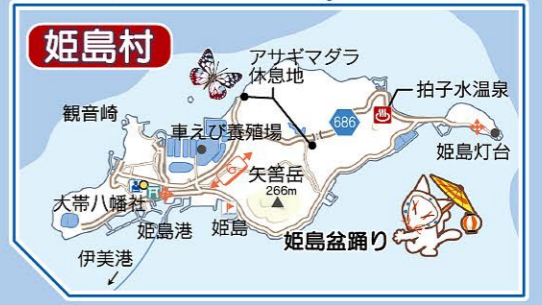 姫島村
アサギマダラ
休息地
拍子水温泉
観音崎
686
車えび養殖場
姫島灯台
矢筈岳
266m
大帯八幡社
姫島港
姫島
姫島盆踊り
伊美港